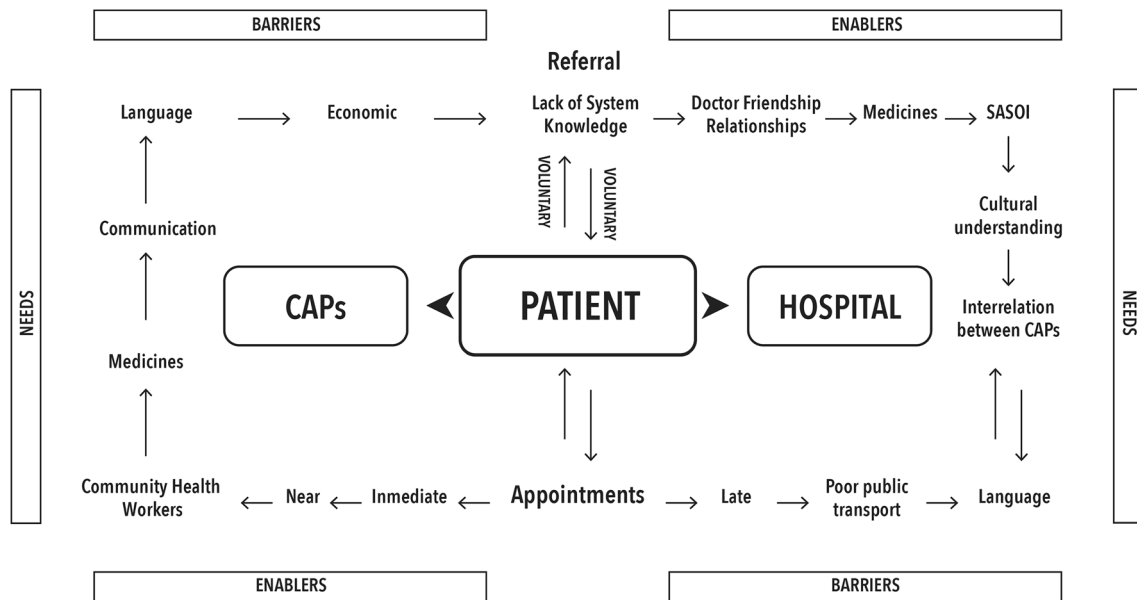 BARRIERS
ENABLERS
Referral
Language
Economic
Lack of System
Knowledge
Doctor Friendship
Relationships
Medicines
SASOI
VOLUNTARY
VOLUNTARY
Communication
Cultural
understanding
NEEDS
CAPs
PATIENT
HOSPITAL
Interrelation
between CAPs
NEEDS
Medicines
Community Health
Workers
Near
Inmediate
Appointments
Late
Poor public
transport
Language
ENABLERS
BARRIERS